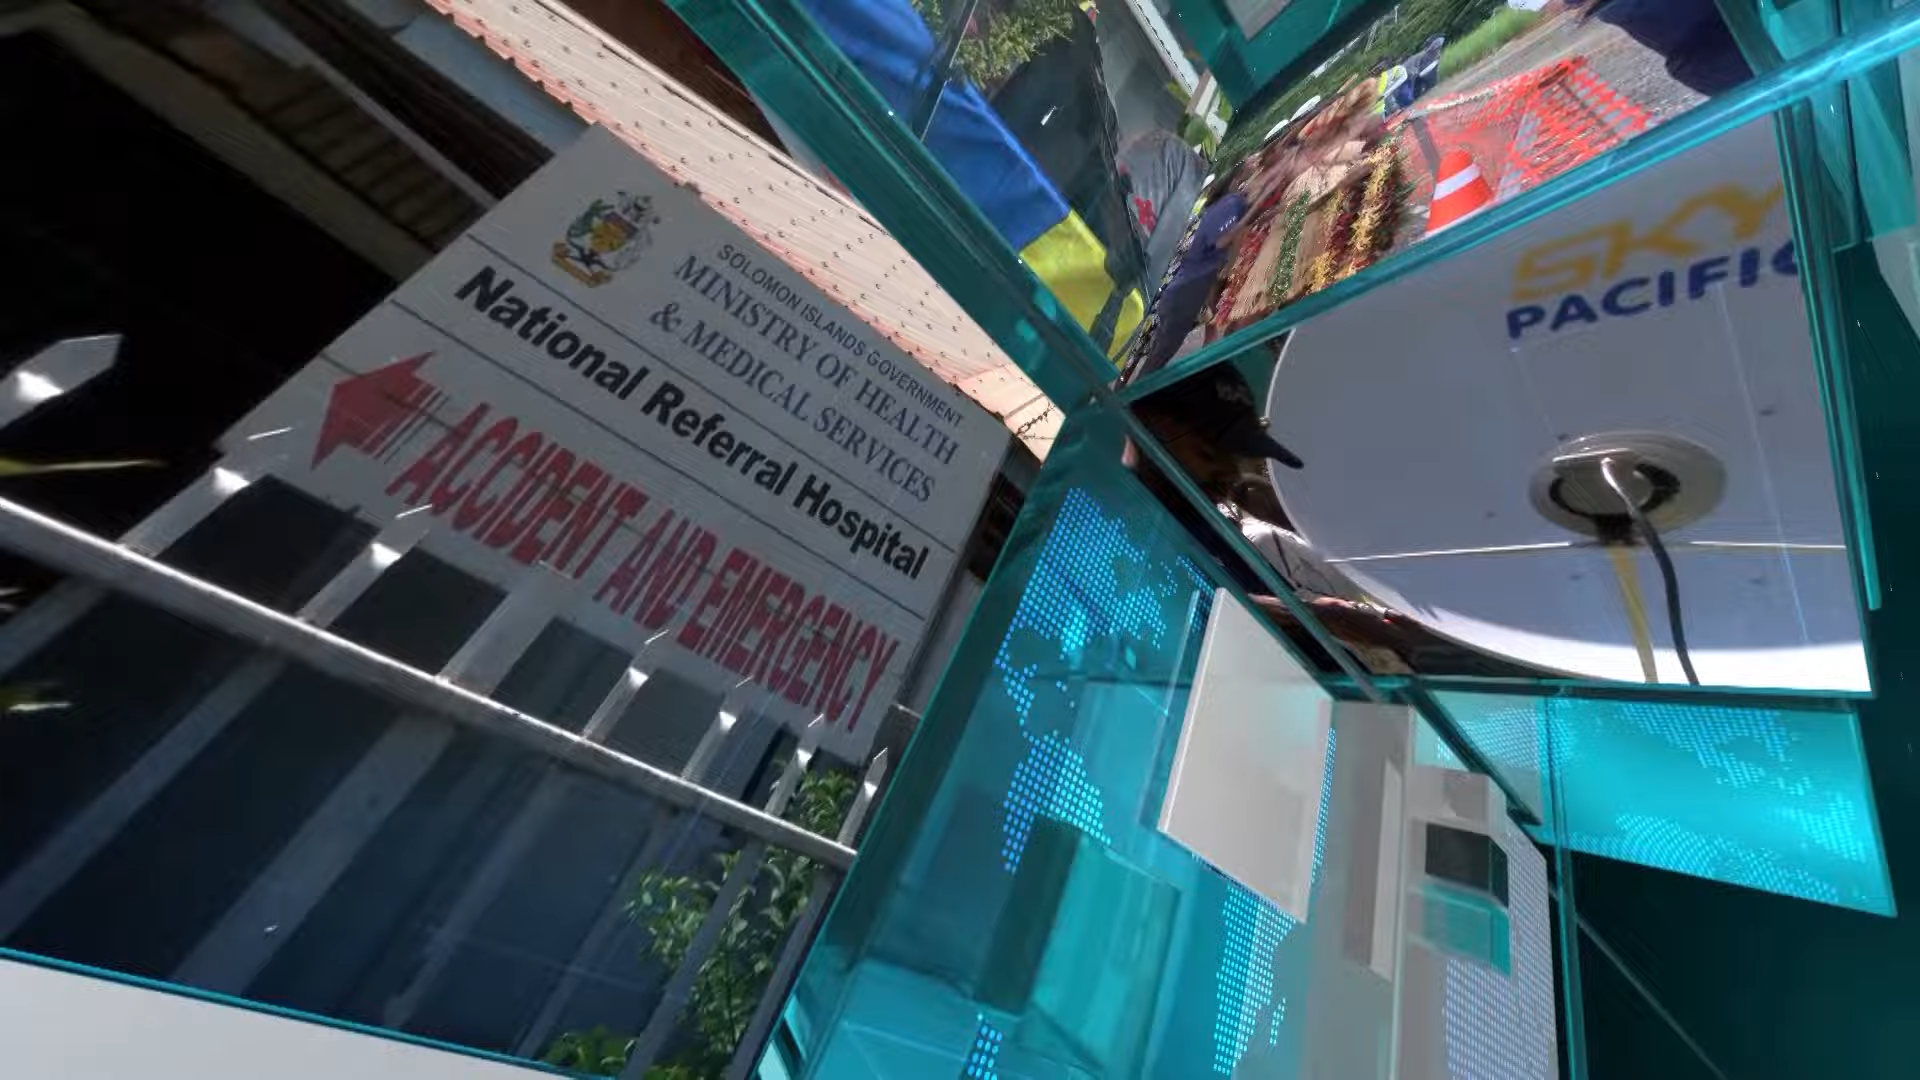 SOLOMON ISLANDS GOVERNMENT
MINISTRY OF HEALTH
& MEDICAL SERVICES
National Referral Hospital
ACCIDENT AND EMERGENCY
SKY
PACIFIC